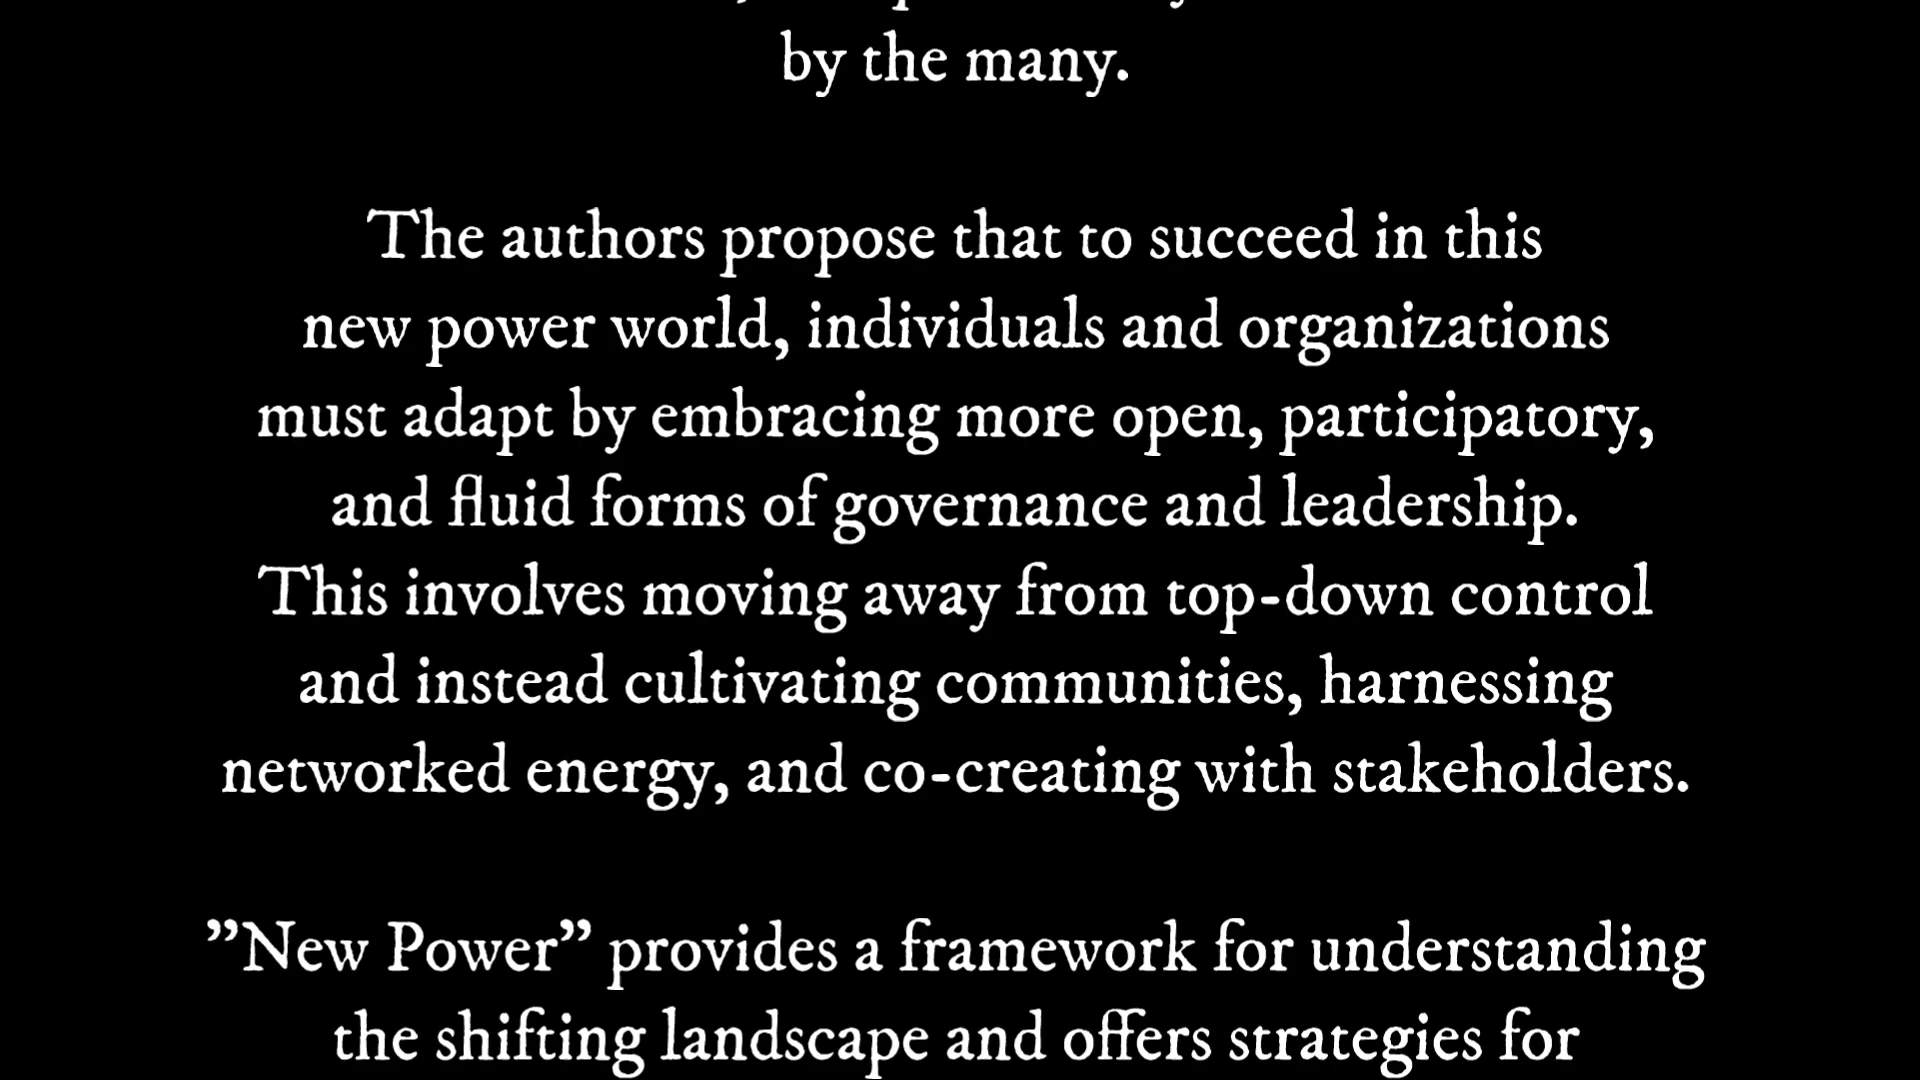 by the many.
The authors propose that to succeed in this
new power world, individuals and organizations
must adapt by embracing more open, participatory,
and fluid forms of governance and leadership.
This involves moving away from top-down control
and instead cultivating communities, harnessing
networked energy, and co-creating with stakeholders.
”New Power” provides a framework for understanding
the shifting landscape and offers strategies for